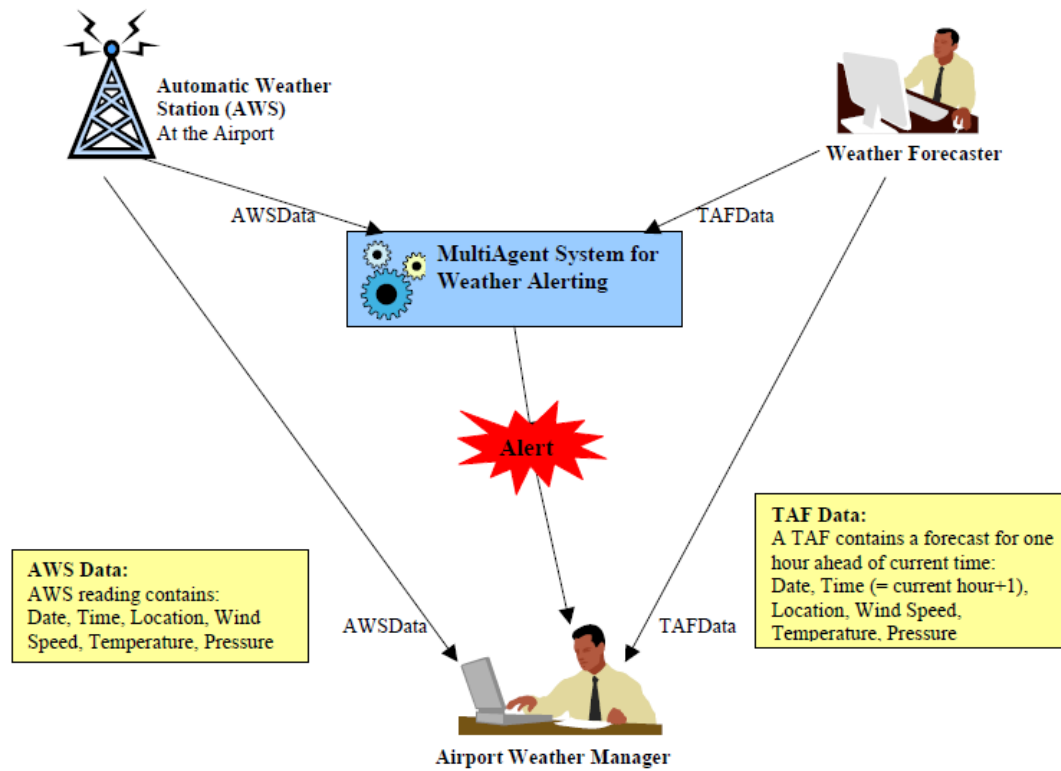 Automatic Weather
Station (AWS)
At the Airport
Weather Forecaster
AWSData
TAFData
MultiAgent System for
Weather Alerting
Alert
AWS Data:
AWS reading contains:
Date, Time, Location, Wind
Speed, Temperature, Pressure
TAF Data:
A TAF contains a forecast for one
hour ahead of current time:
Date, Time (= current hour+1),
Location, Wind Speed,
Temperature, Pressure
AWSData
TAFData
Airport Weather Manager